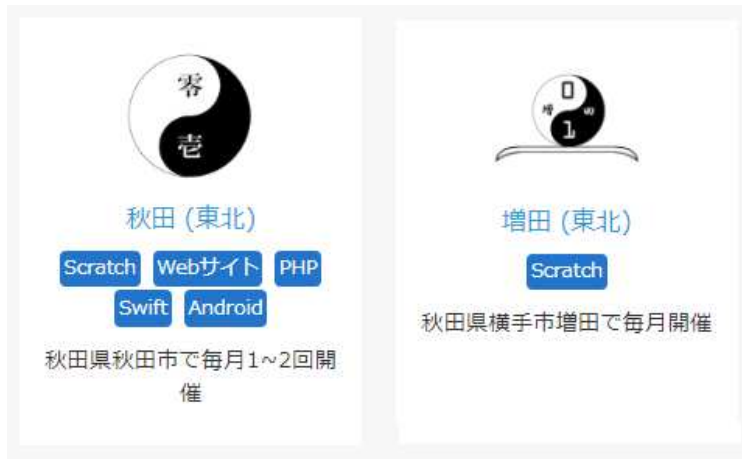 零
壱
秋田 (東北)
Scratch Webサイト PHP
Swift Android
秋田県秋田市で毎月1~2回開
催
0
増 田
1
増田 (東北)
Scratch
秋田県横手市増田で毎月開催